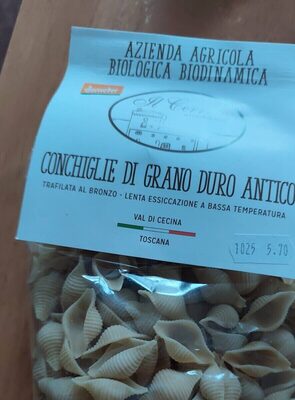 AZIENDA AGRICOLA
BIOLOGICA BIODINAMICA
demeter
Il
CONCHIGLIE DI GRANO DURO ANTICO
TRAFILATA AL BRONZO - LENTA ESSICCAZIONE A BASSA TEMPERATURA
VAL DI CECINA
TOSCANA
1025 5.70